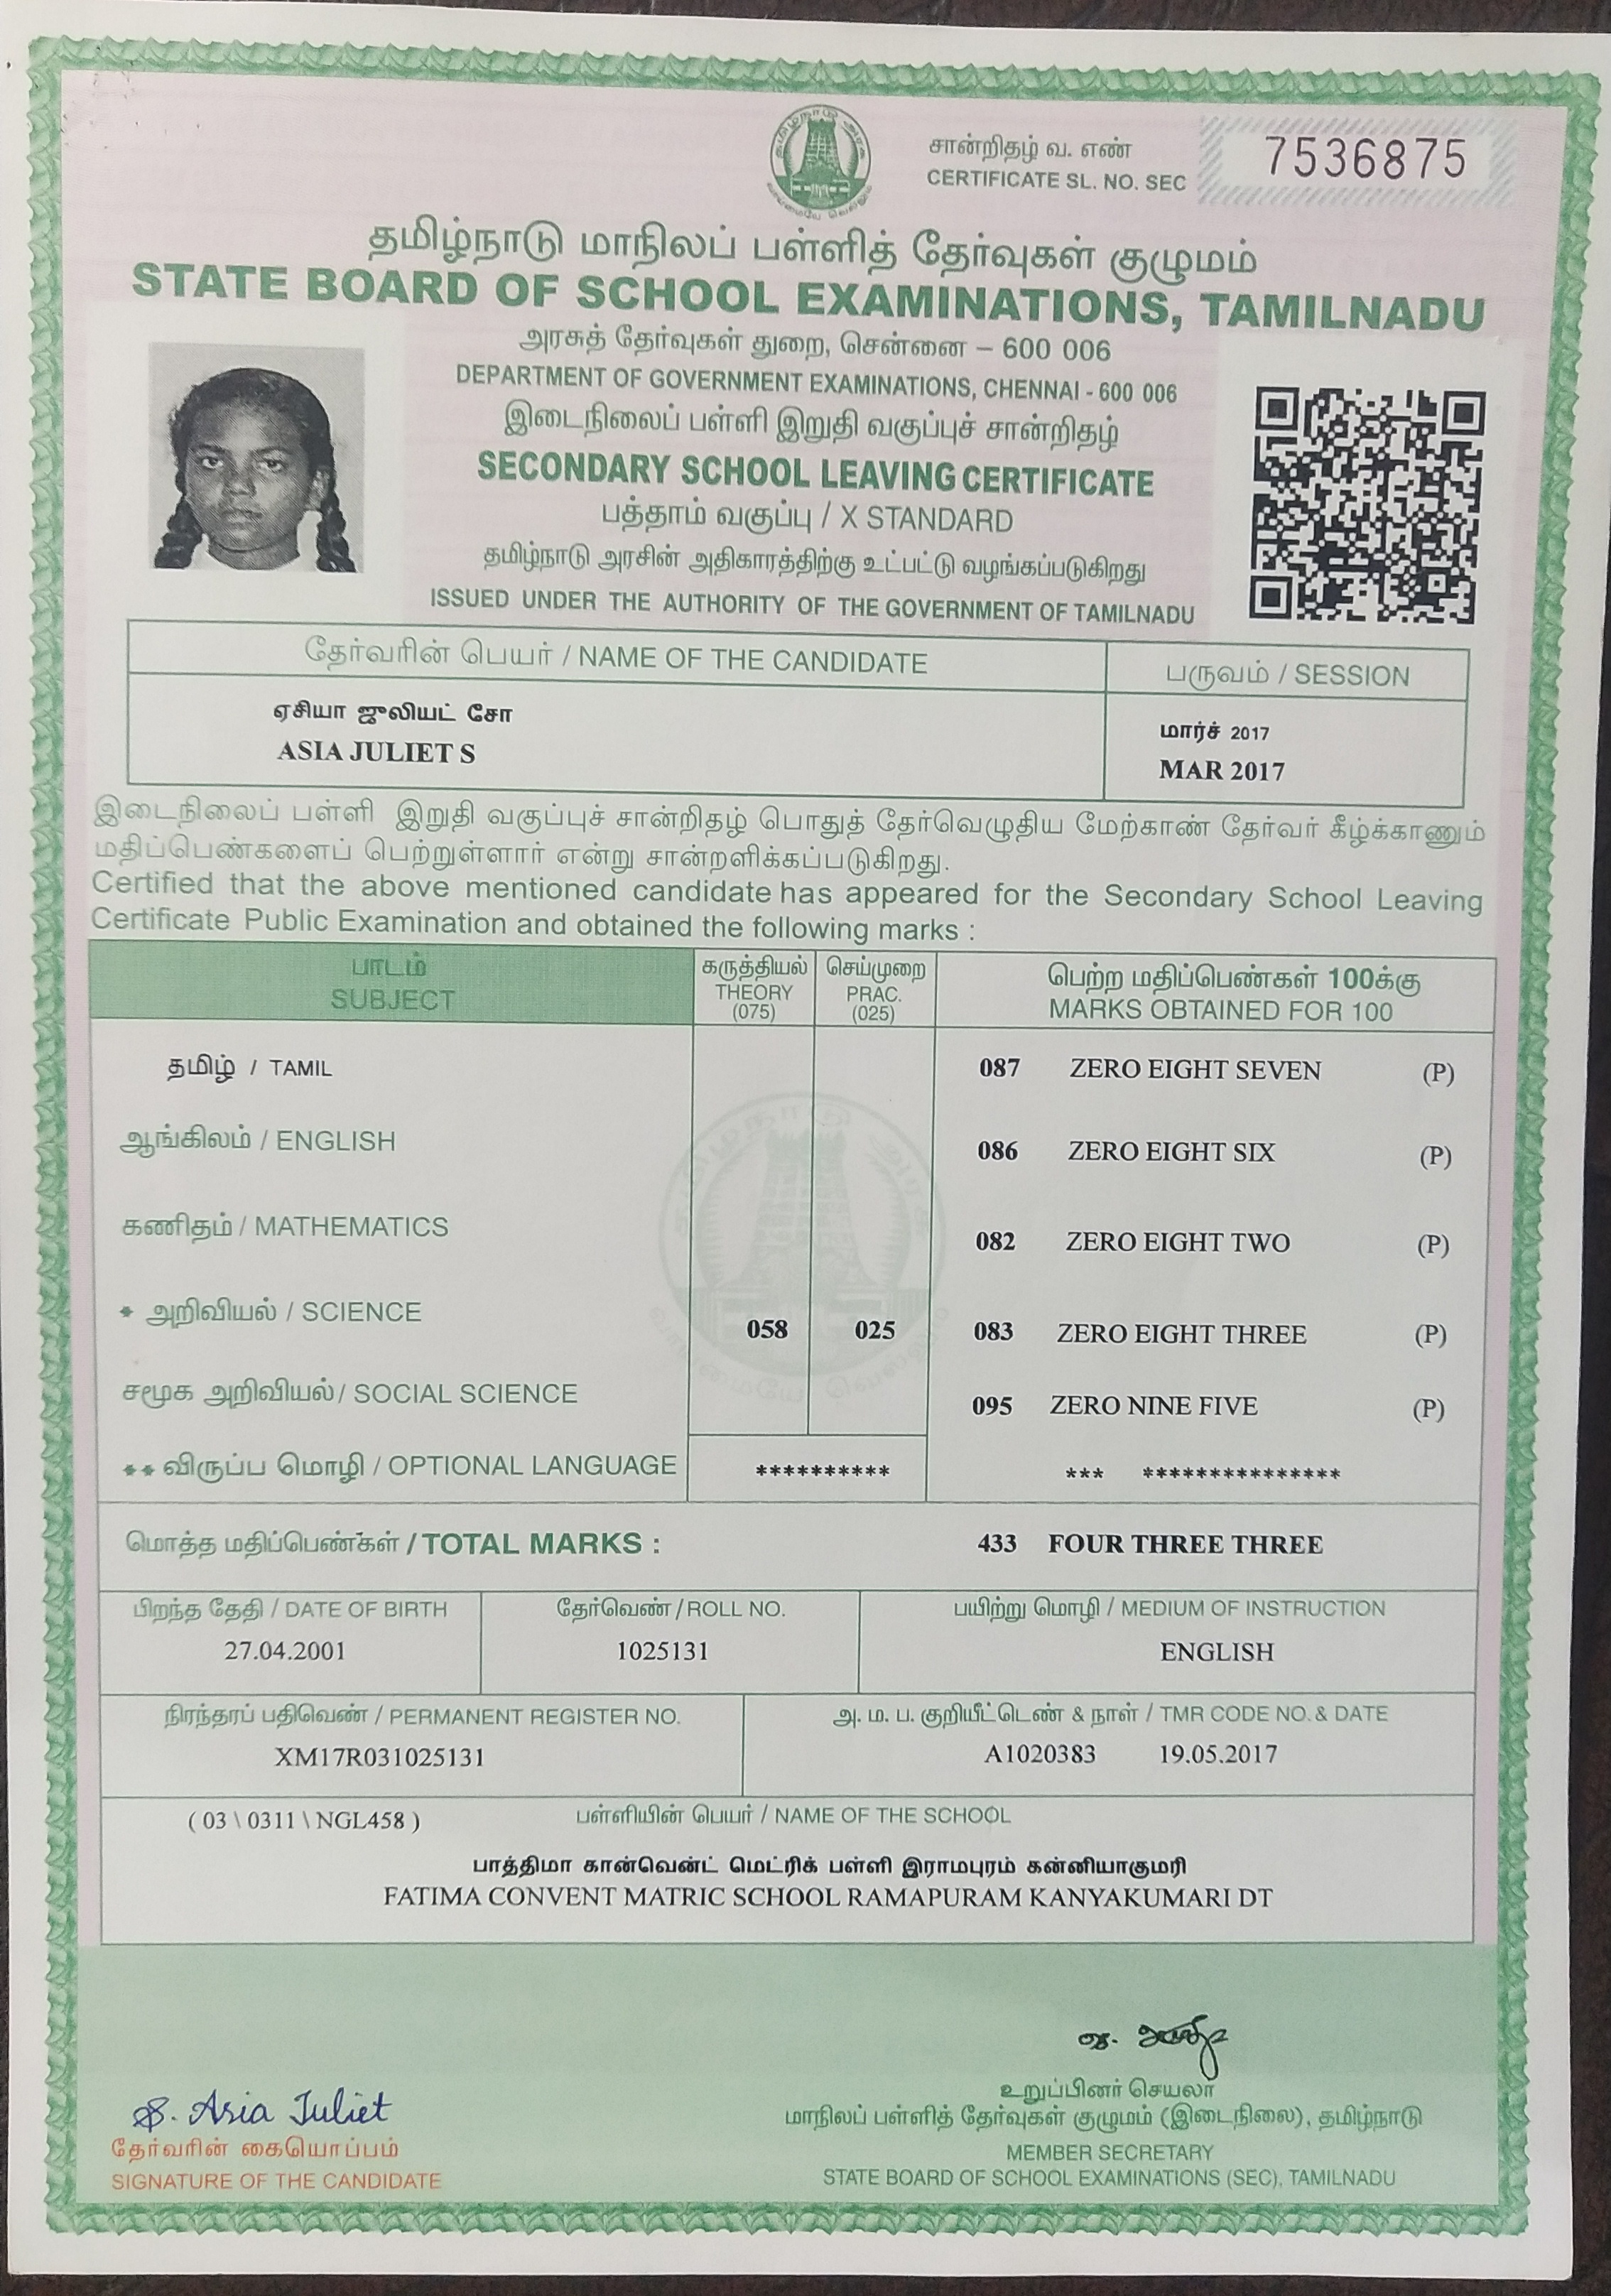 சான்றிதழ் வ. எண்
CERTIFICATE SL. NO. SEC
7536875
தமிழ்நாடு மாநிலப் பள்ளித் தேர்வுகள் குழுமம்
STATE BOARD OF SCHOOL EXAMINATIONS, TAMILNADU
அரசுத் தேர்வுகள் துறை, சென்னை – 600 006
DEPARTMENT OF GOVERNMENT EXAMINATIONS, CHENNAI - 600 006
இடைநிலைப் பள்ளி இறுதி வகுப்புச் சான்றிதழ்
SECONDARY SCHOOL LEAVING CERTIFICATE
பத்தாம் வகுப்பு / X STANDARD
தமிழ்நாடு அரசின் அதிகாரத்திற்கு உட்பட்டு வழங்கப்படுகிறது
ISSUED UNDER THE AUTHORITY OF THE GOVERNMENT OF TAMILNADU
தேர்வரின் பெயர் / NAME OF THE CANDIDATE பருவம் / SESSION
ஏசியா ஜுலியட் சோ மார்ச் 2017
ASIA JULIET S MAR 2017
இடைநிலைப் பள்ளி இறுதி வகுப்புச் சான்றிதழ் பொதுத் தேர்வெழுதிய மேற்காண் தேர்வர் கீழ்க்காணும்
மதிப்பெண்களைப் பெற்றுள்ளார் என்று சான்றளிக்கப்படுகிறது.
Certified that the above mentioned candidate has appeared for the Secondary School Leaving
Certificate Public Examination and obtained the following marks :
பாடம் கருத்தியல் செய்முறை பெற்ற மதிப்பெண்கள் 100க்கு
SUBJECT THEORY PRAC. MARKS OBTAINED FOR 100
(075) (025)
தமிழ் / TAMIL 087 ZERO EIGHT SEVEN (P)
ஆங்கிலம் / ENGLISH 086 ZERO EIGHT SIX (P)
கணிதம் / MATHEMATICS 082 ZERO EIGHT TWO (P)
* அறிவியல் / SCIENCE 058 025 083 ZERO EIGHT THREE (P)
சமூக அறிவியல் / SOCIAL SCIENCE 095 ZERO NINE FIVE (P)
** விருப்ப மொழி / OPTIONAL LANGUAGE ********** *** ***************
மொத்த மதிப்பெண்கள் / TOTAL MARKS : 433 FOUR THREE THREE
பிறந்த தேதி / DATE OF BIRTH தேர்வெண் / ROLL NO. பயிற்று மொழி / MEDIUM OF INSTRUCTION
27.04.2001 1025131 ENGLISH
நிரந்தரப் பதிவெண் / PERMANENT REGISTER NO. அ. ம. ப. குறியீட்டெண் & நாள் / TMR CODE NO. & DATE
XM17R031025131 A1020383 19.05.2017
( 03 \ 0311 \ NGL458 ) பள்ளியின் பெயர் / NAME OF THE SCHOOL
பாத்திமா கான்வென்ட் மெட்ரிக் பள்ளி இராமபுரம் கன்னியாகுமரி
FATIMA CONVENT MATRIC SCHOOL RAMAPURAM KANYAKUMARI DT
S. Asia Juliet
தேர்வரின் கையொப்பம்
SIGNATURE OF THE CANDIDATE
உறுப்பினர் செயலர்
மாநிலப் பள்ளித் தேர்வுகள் குழுமம் (இடைநிலை), தமிழ்நாடு
MEMBER SECRETARY
STATE BOARD OF SCHOOL EXAMINATIONS (SEC), TAMILNADU